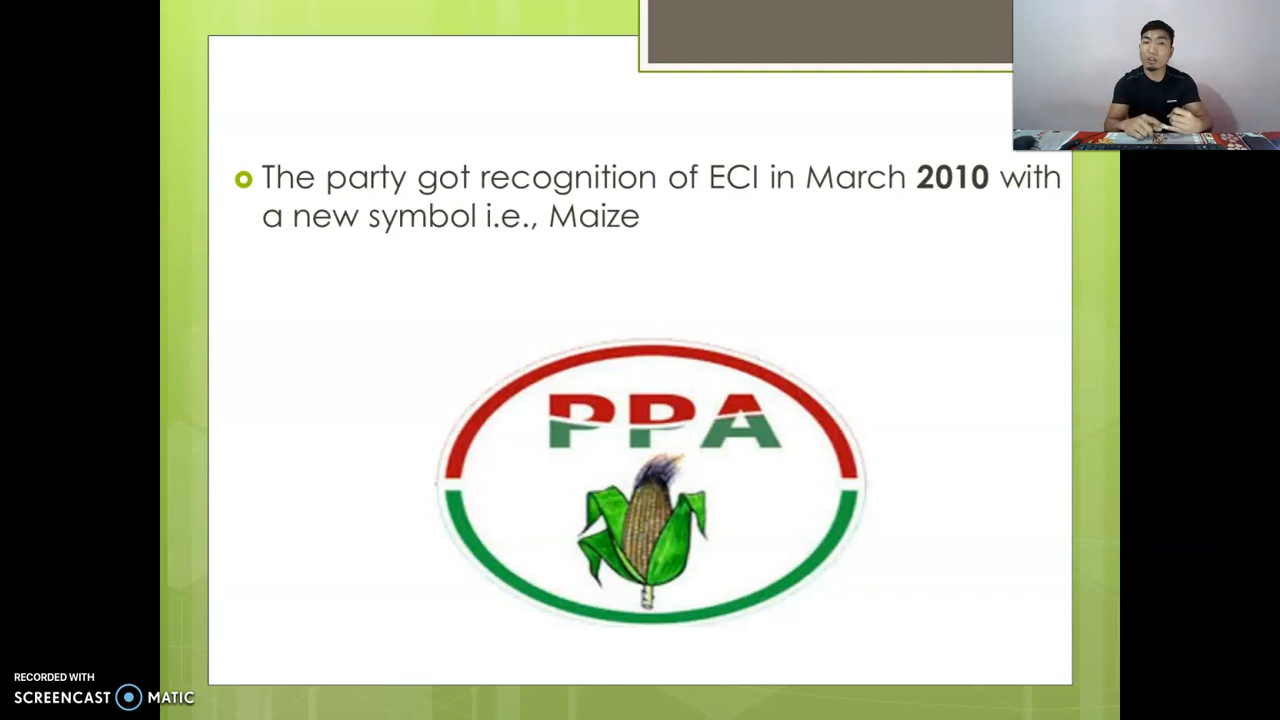 The party got recognition of ECI in March 2010 with
a new symbol i.e., Maize
PPA
RECORDED WITH
SCREENCAST MATIC